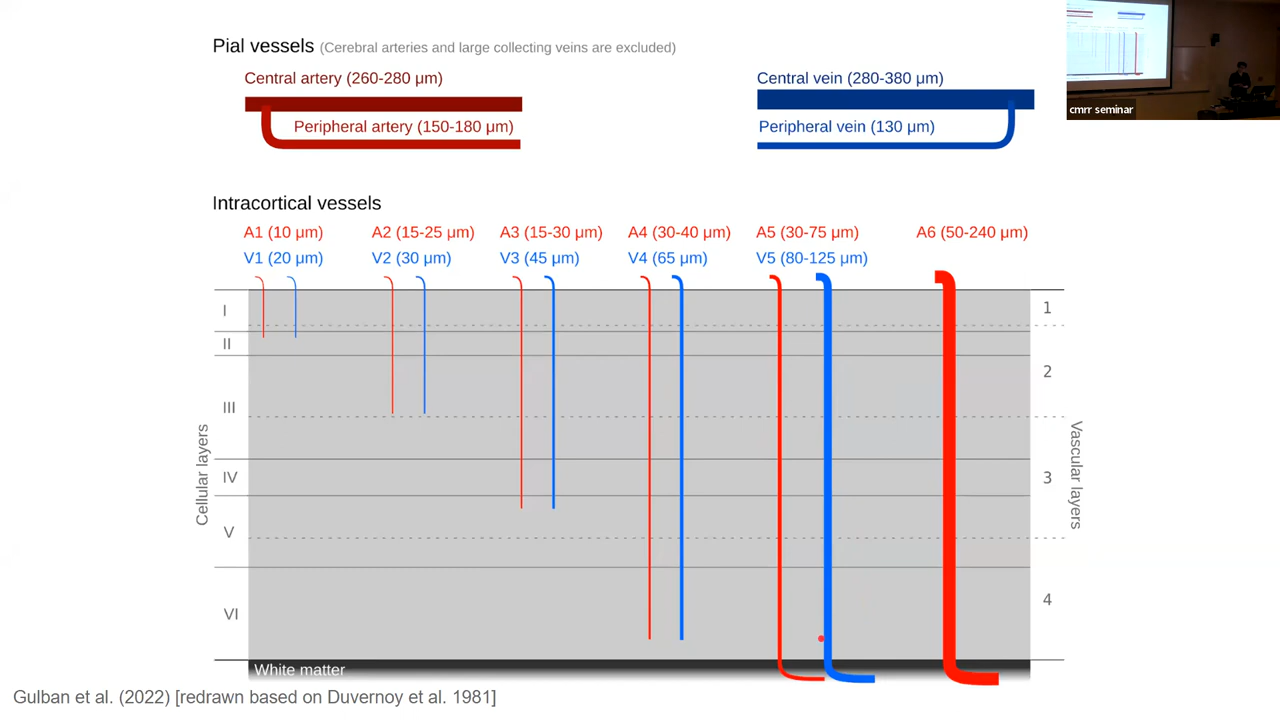 Pial vessels (Cerebral arteries and large collecting veins are excluded)
Central artery (260-280 μm)
Peripheral artery (150-180 μm)
Central vein (280-380 μm)
Peripheral vein (130 μm)
cmrr seminar
Intracortical vessels
A1 (10 μm)
V1 (20 μm)
A2 (15-25 μm)
V2 (30 μm)
A3 (15-30 μm)
V3 (45 μm)
A4 (30-40 μm)
V4 (65 μm)
A5 (30-75 μm)
V5 (80-125 μm)
A6 (50-240 μm)
Cellular layers
I
II
III
IV
V
VI
1
2
3
4
Vascular layers
White matter
Gulban et al. (2022) [redrawn based on Duvernoy et al. 1981]